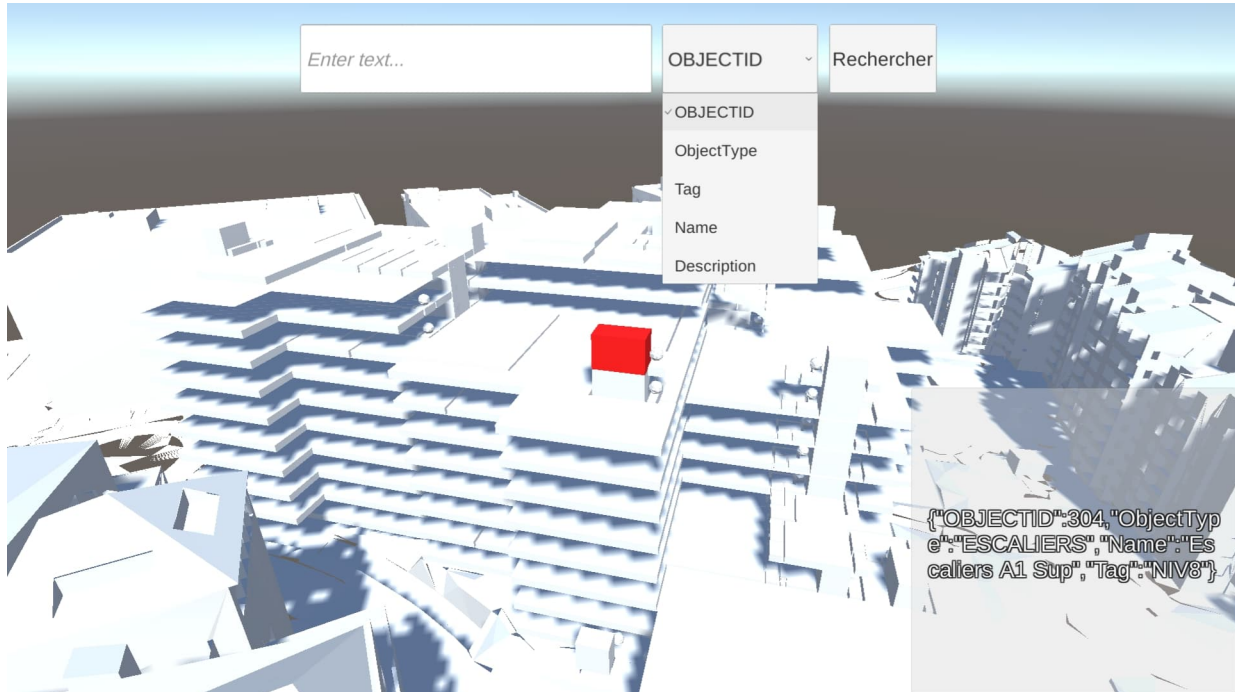 Enter text...
OBJECTID
Rechercher
OBJECTID
ObjectType
Tag
Name
Description
{"OBJECTID":304,"ObjectTyp
e":"ESCALIERS","Name":"Es
caliers A1 Sup","Tag":"NIV8"}